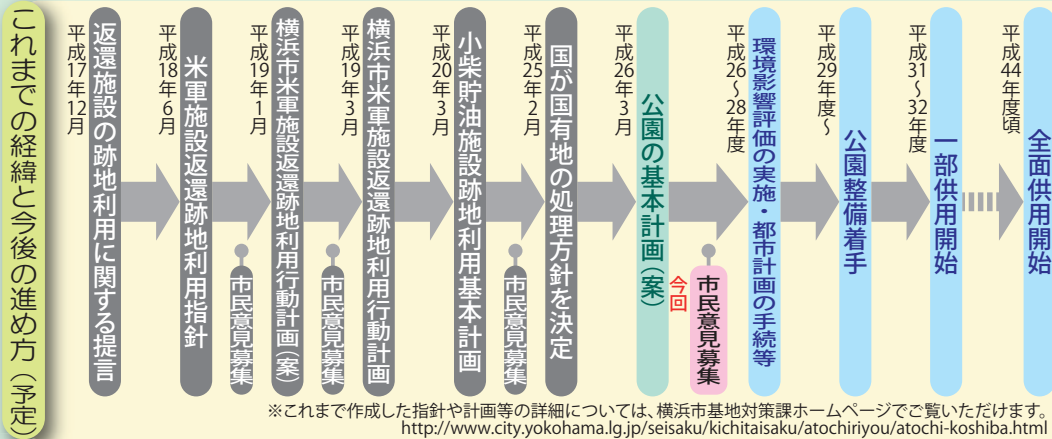 これまでの経緯と今後の進め方（予定）
平成17年12月
返還施設の跡地利用に関する提言
平成18年6月
米軍施設返還跡地利用指針
平成19年1月
横浜市米軍施設返還跡地利用行動計画（案）
市民意見募集
平成19年3月
横浜市米軍施設返還跡地利用行動計画
市民意見募集
平成20年3月
小柴貯油施設跡地利用基本計画
平成25年2月
国が国有地の処理方針を決定
市民意見募集
平成26年3月
公園の基本計画（案）
今回
市民意見募集
平成26～28年度
環境影響評価の実施・都市計画の手続等
平成29年度～
公園整備着手
平成31～32年度
一部供用開始
平成44年度頃
全面供用開始
※これまで作成した指針や計画等の詳細については、横浜市基地対策課ホームページでご覧いただけます。
http://www.city.yokohama.lg.jp/seisaku/kichitaisaku/atochiriyou/atochi-koshiba.html